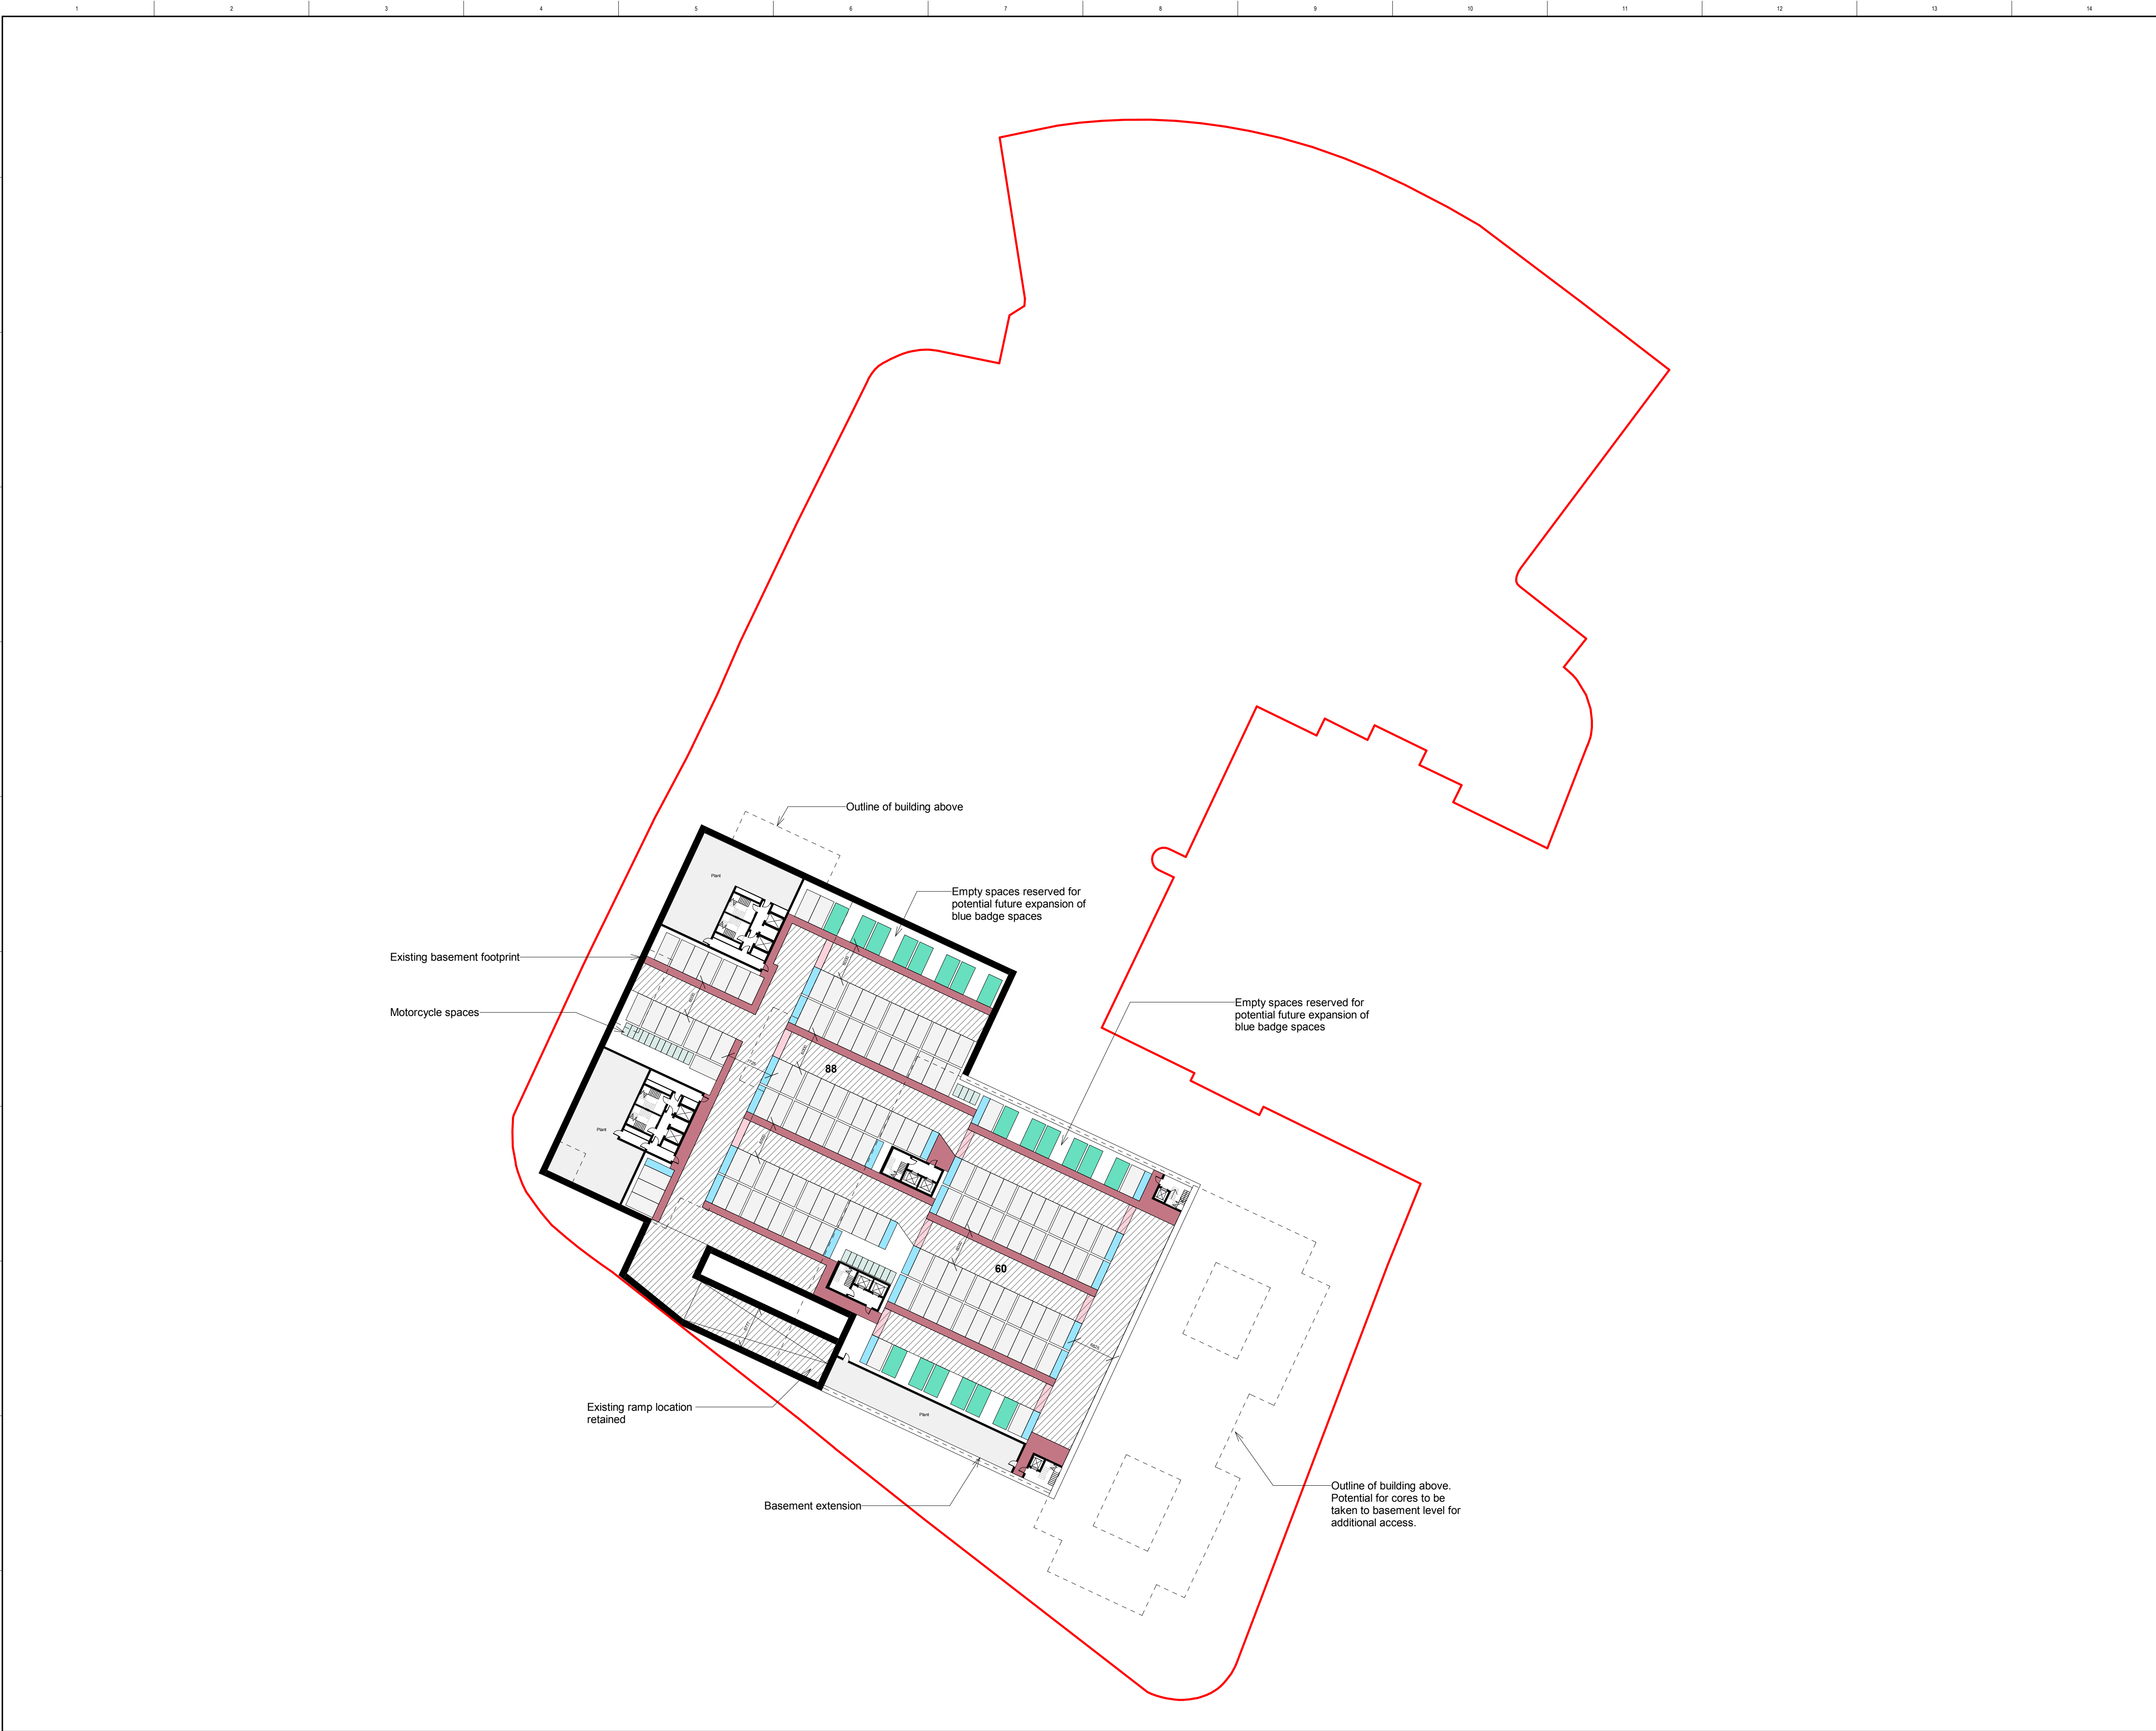 1
2
3
4
5
6
7
8
9
10
11
12
13
14
Outline of building above
Plant
Empty spaces reserved for
potential future expansion of
blue badge spaces
Existing basement footprint
Motorcycle spaces
Empty spaces reserved for
potential future expansion of
blue badge spaces
88
Plant
60
Existing ramp location
retained
Plant
Basement extension
Outline of building above.
Potential for cores to be
taken to basement level for
additional access.